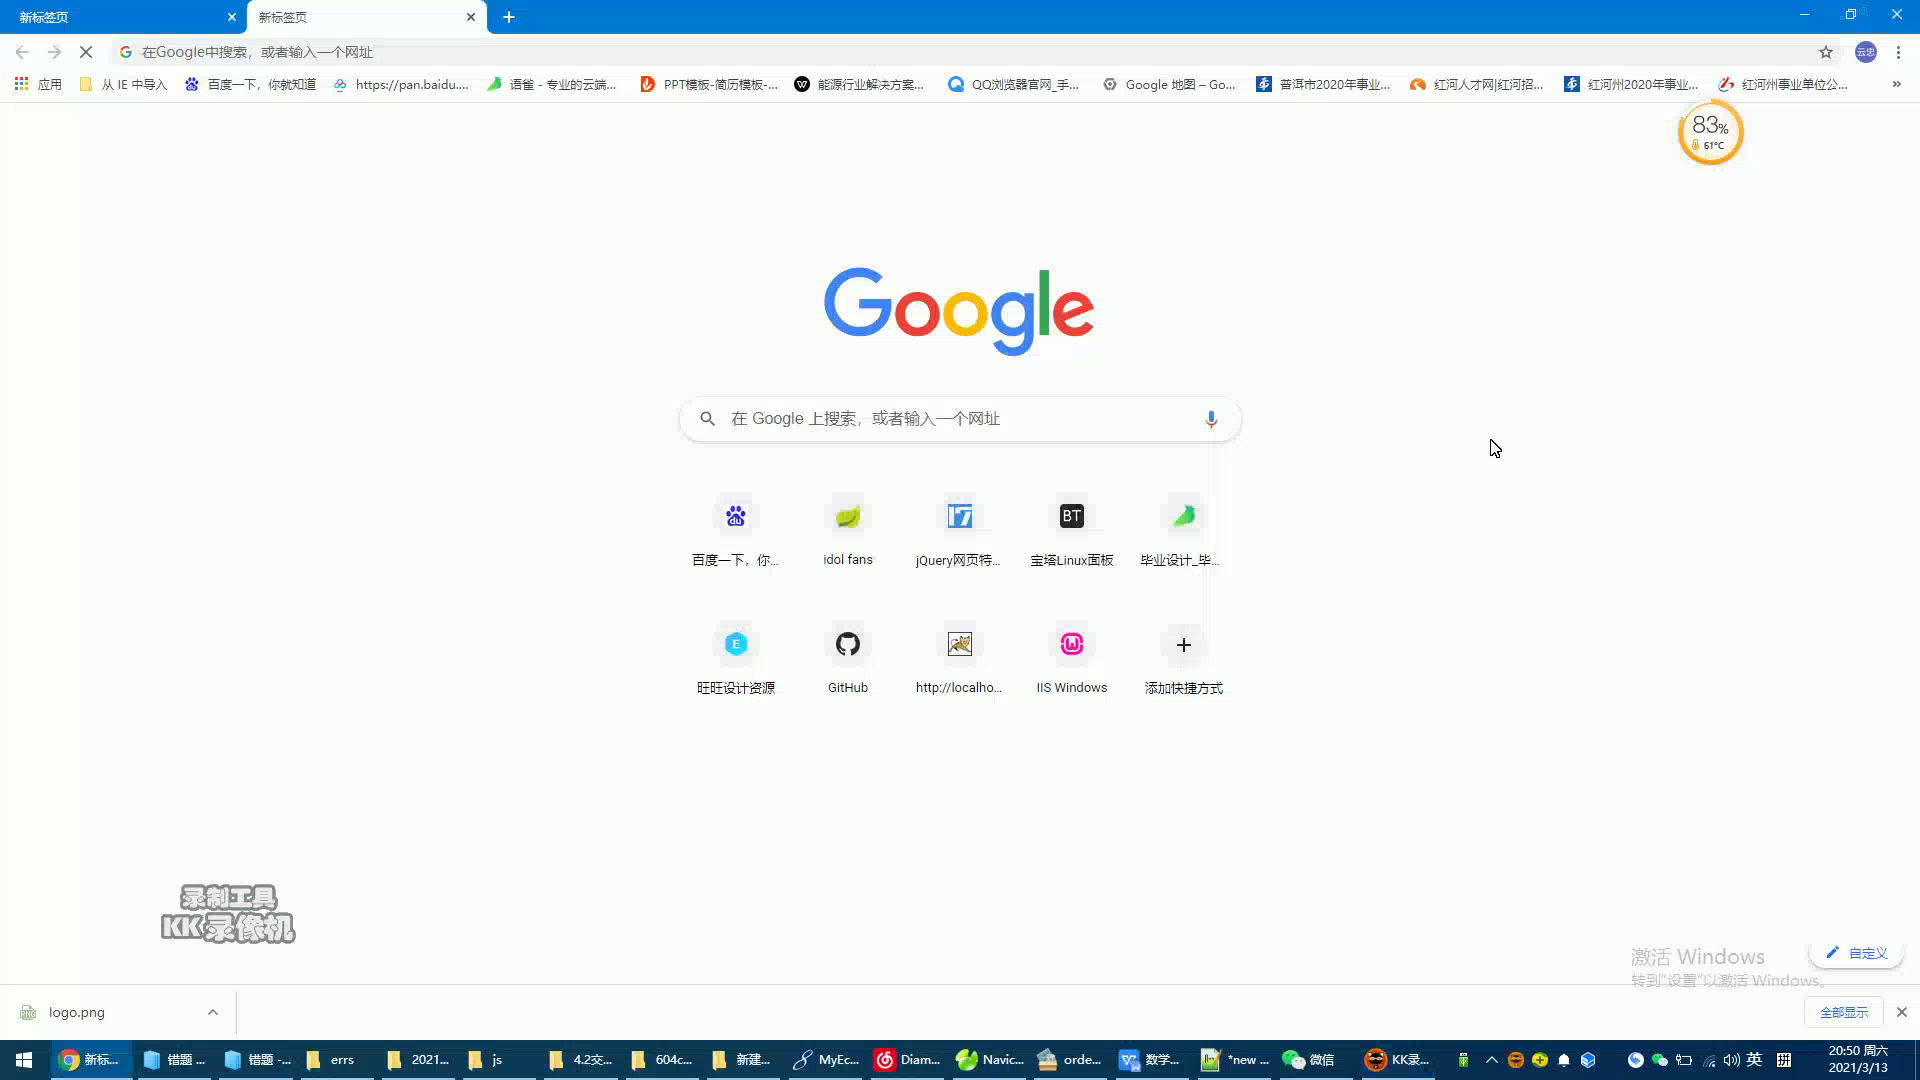 新标签页
新标签页
在Google中搜索，或者输入一个网址
云忠
应用
从 IE 中导入
百度一下，你就知道
https://pan.baidu....
语雀 - 专业的云端...
PPT模板-简历模板-...
能源行业解决方案...
QQ浏览器官网_手...
Google 地图 – Go...
普洱市2020年事业...
红河人才网|红河招...
红河州2020年事业...
红河州事业单位公...
83%
61°C
Google
在 Google 上搜索，或者输入一个网址
du
17
BT
百度一下，你...
idol fans
jQuery网页特...
宝塔Linux面板
毕业设计_毕...
E
旺旺设计资源
GitHub
http://localho...
IIS Windows
添加快捷方式
录制工具
KK录像机
激活 Windows
转到"设置"以激活 Windows。
自定义
logo.png
全部显示
新标...
错题 ...
错题 -...
errs
2021...
js
4.2交...
604c...
新建...
MyEc...
Diam...
Navic...
orde...
数学...
*new ...
微信
KK录...
英
拼
20:50 周六
2021/3/13